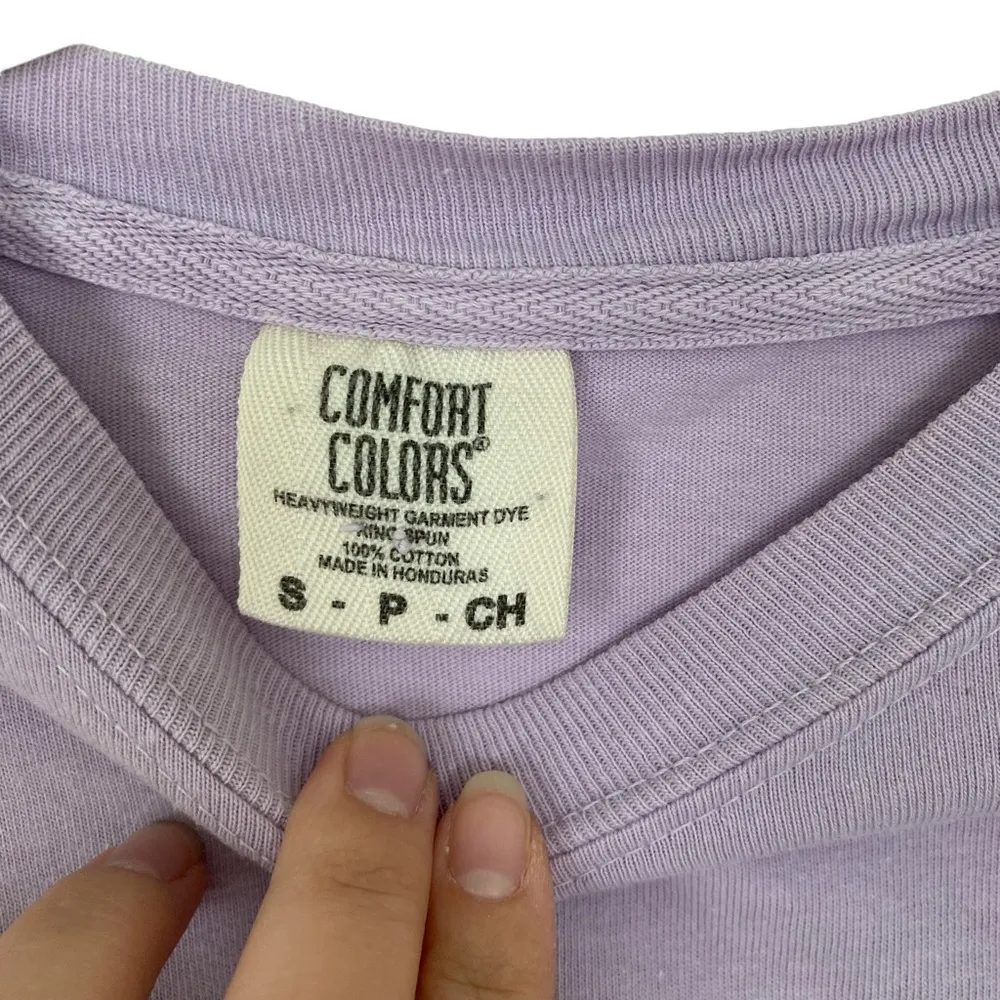 COMFORT
COLORS®
HEAVYWEIGHT GARMENT DYE
RING SPUN
100% COTTON
MADE IN HONDURAS
S - P - CH